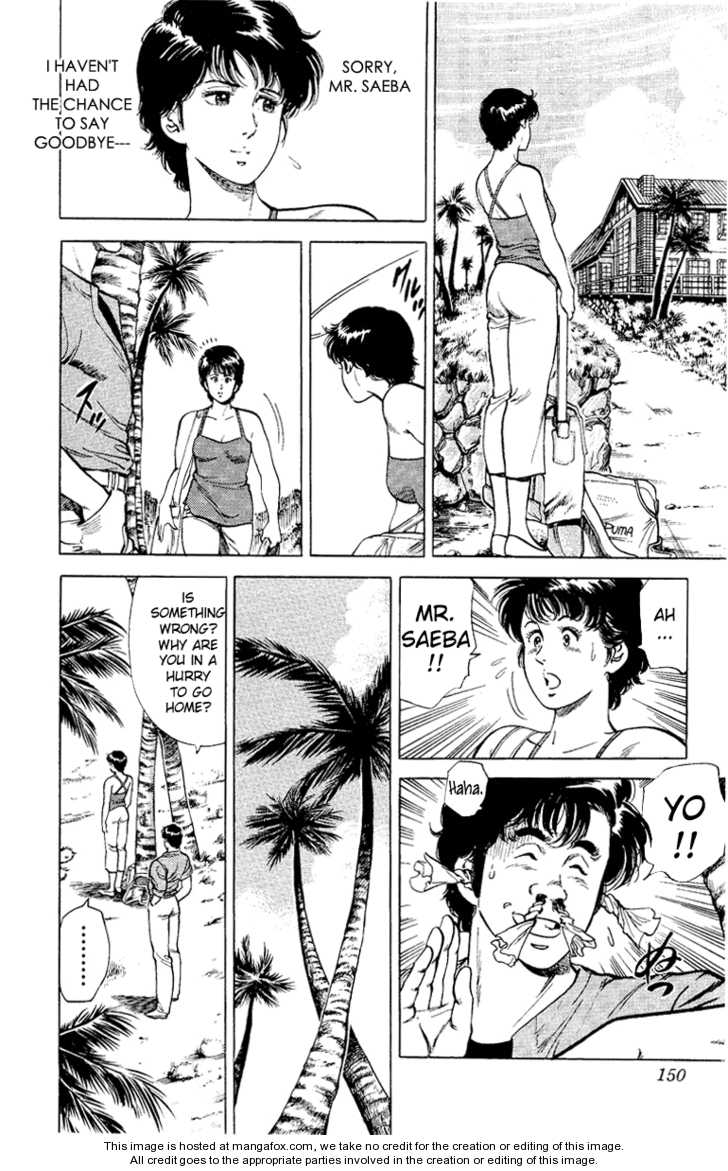 SORRY,
MR. SAEBA
I HAVEN'T
HAD
THE CHANCE
TO SAY
GOODBYE---
PUMA
AH
...
MR.
SAEBA
!!
YO
!!
Haha.
ぬっ
IS
SOMETHING
WRONG?
WHY ARE
YOU IN A
HURRY
TO GO
HOME?
........
150
This image is hosted at mangafox.com, we take no credit for the creation or editing of this image.
All credit goes to the appropriate parties involved in the creation or editing of this image.